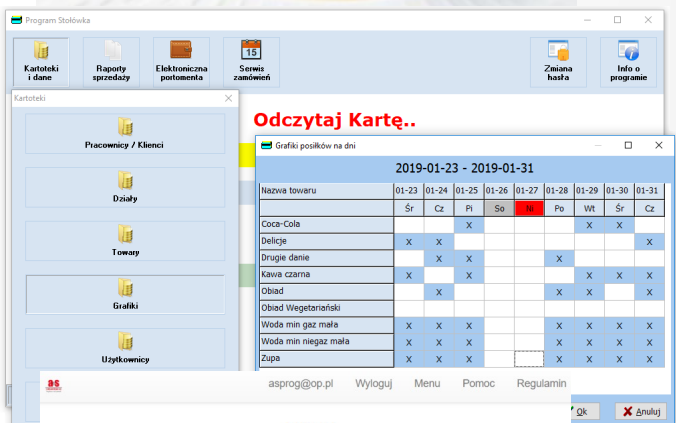 Program Stołówka
Kartoteki i dane
Raporty sprzedaży
Elektroniczna portomenta
15
Serwis zamówień
Zmiana hasła
Info o programie
Kartoteki
Pracownicy / Klienci
Działy
Towary
Grafiki
Użytkownicy
Odczytaj Kartę..
Grafiki posiłków na dni
2019-01-23 - 2019-01-31
Nazwa towaru 01-23 01-24 01-25 01-26 01-27 01-28 01-29 01-30 01-31
Śr Cz Pi So Ni Po Wt Śr Cz
Coca-Cola X X X
Delicje X X X
Drugie danie X X X
Kawa czarna X X X X X
Obiad X X X X
Obiad Wegetariański
Woda min gaz mała X X X X X X X
Woda min niegaz mała X X X X X X X
Zupa X X X X X X X
Ok
Anuluj
as
asprog@op.pl Wyloguj Menu Pomoc Regulamin